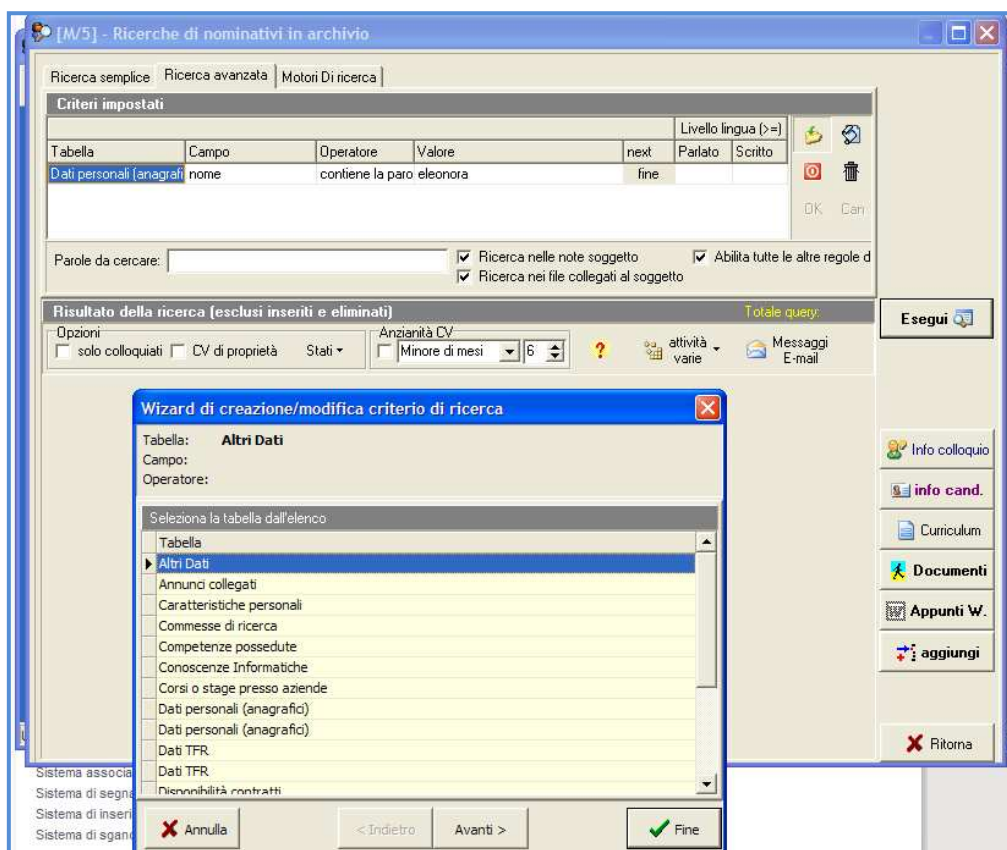 [M/5] - Ricerche di nominativi in archivio
Ricerca semplice Ricerca avanzata Motori Di ricerca
Criteri impostati
Livello lingua (>=)
Tabella Campo Operatore Valore next Parlato Scritto
Dati personali (anagrafi nome contiene la paro eleonora fine
OK Can
Parole da cercare:
Ricerca nelle note soggetto
Abilita tutte le altre regole d
Ricerca nei file collegati al soggetto
Risultato della ricerca (esclusi inseriti e eliminati) Totale query:
Esegui
Opzioni
solo colloquiati CV di proprietà Stati
Anzianità CV
Minore di mesi 6
?
attività varie
Messaggi E-mail
Wizard di creazione/modifica criterio di ricerca
Tabella: Altri Dati
Campo:
Operatore:
Seleziona la tabella dall'elenco
Tabella
Altri Dati
Annunci collegati
Caratteristiche personali
Commesse di ricerca
Competenze possedute
Conoscenze Informatiche
Corsi o stage presso aziende
Dati personali (anagrafici)
Dati personali (anagrafici)
Dati TFR
Dati TFR
Disponibilità contratti
Annulla < Indietro Avanti > Fine
Info colloquio
info cand.
Curriculum
Documenti
Appunti W.
aggiungi
Ritorna
Sistema associa
Sistema di segna
Sistema di inseri
Sistema di sganc